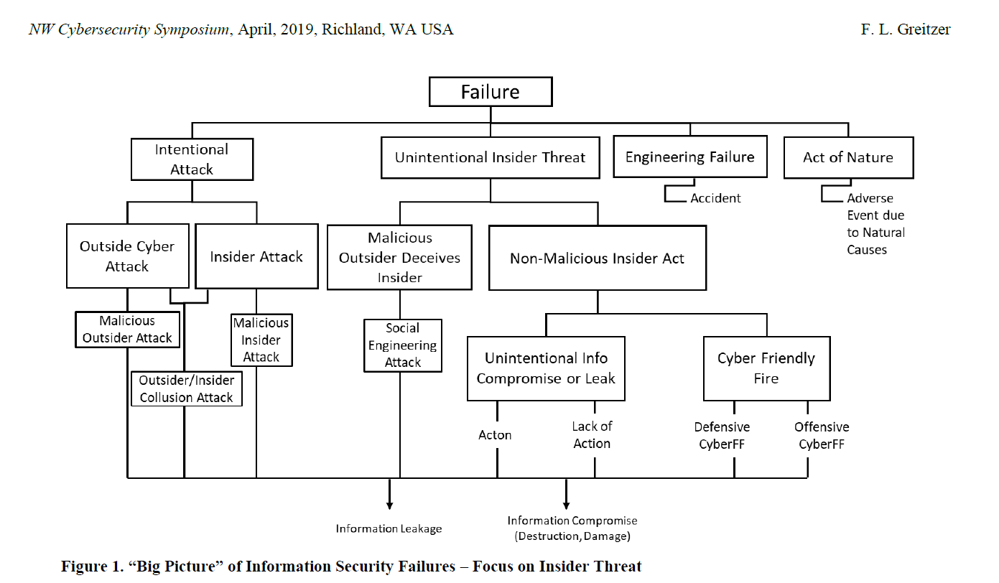 NW Cybersecurity Symposium, April, 2019, Richland, WA USA
F. L. Greitzer
Failure
Intentional
Attack
Unintentional Insider Threat
Engineering Failure
Act of Nature
Accident
Adverse
Event due
to Natural
Causes
Outside Cyber
Attack
Insider Attack
Malicious
Outsider Deceives
Insider
Non-Malicious Insider Act
Malicious
Outsider Attack
Malicious
Insider
Attack
Social
Engineering
Attack
Unintentional Info
Compromise or Leak
Cyber Friendly
Fire
Outsider/Insider
Collusion Attack
Acton
Lack of
Action
Defensive
CyberFF
Offensive
CyberFF
Information Leakage
Information Compromise
(Destruction, Damage)
Figure 1. “Big Picture” of Information Security Failures – Focus on Insider Threat